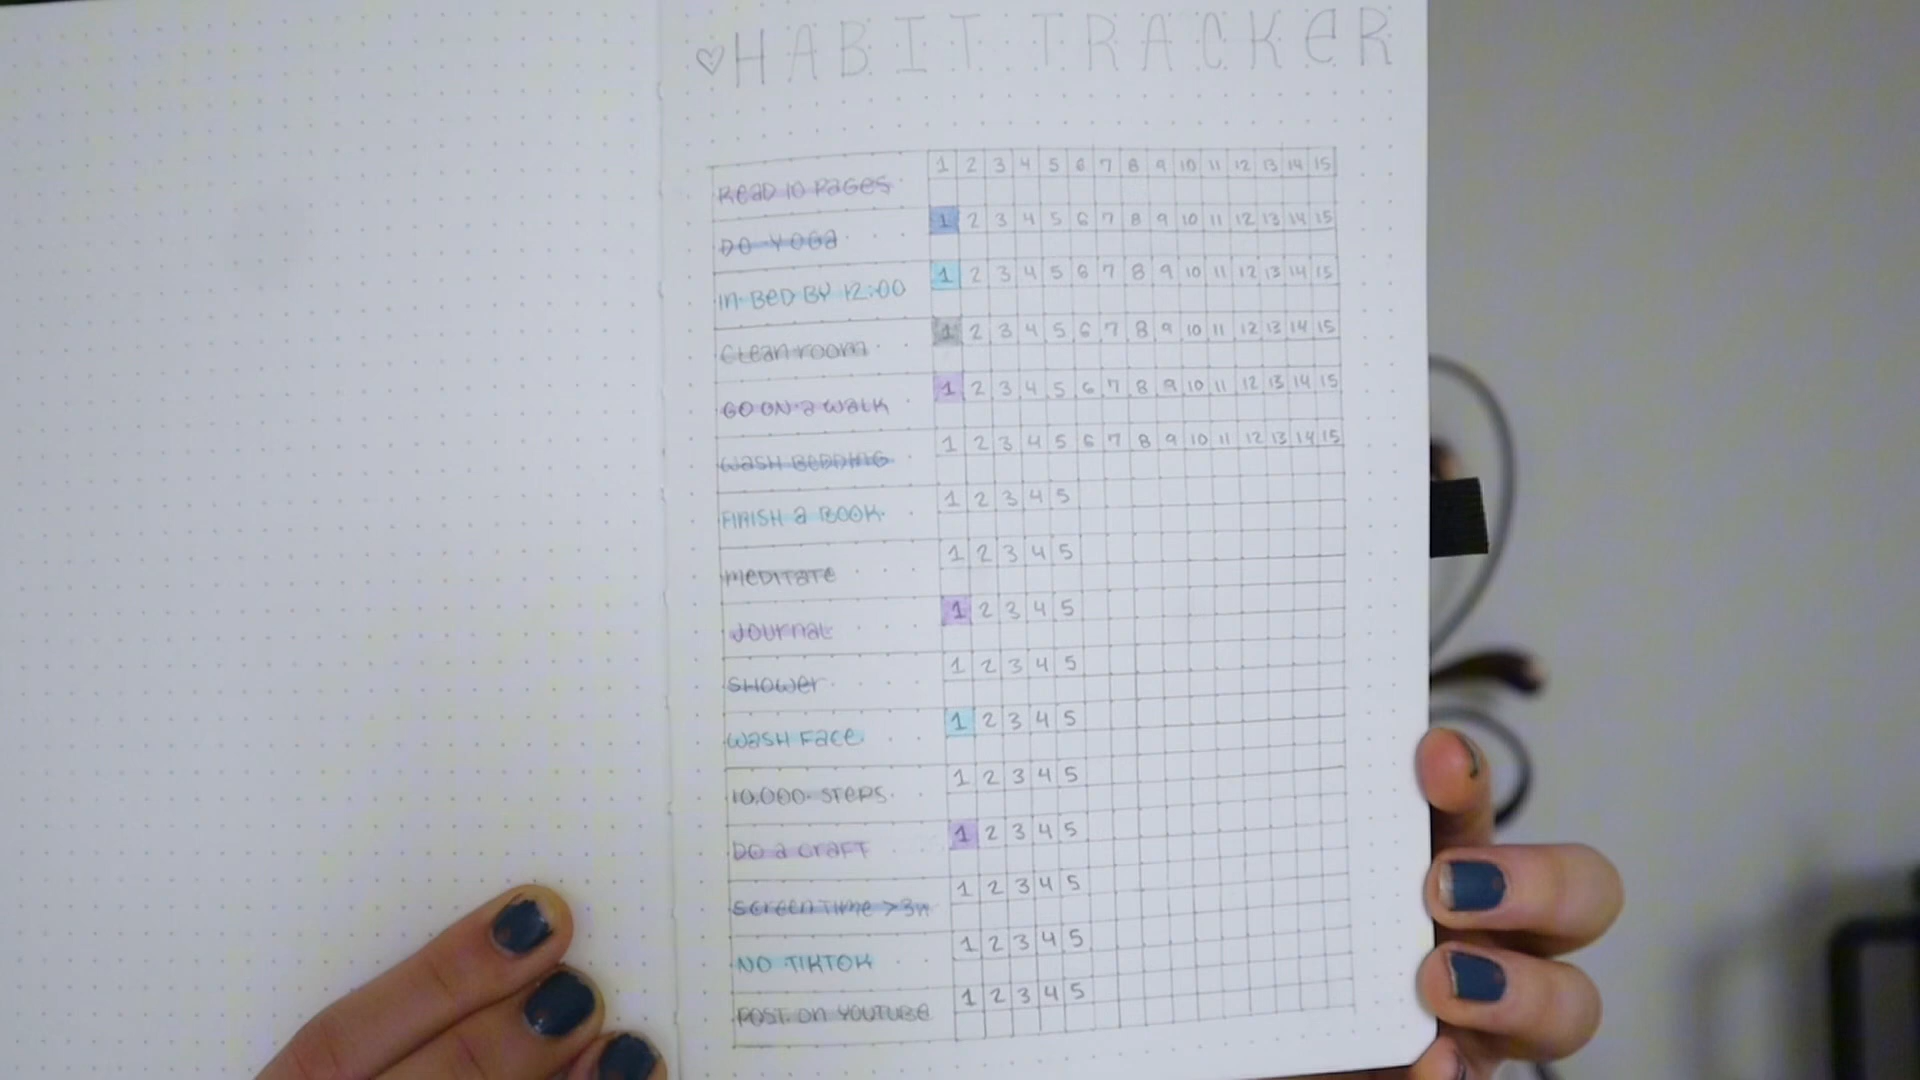 ♡ HABIT TRACKER
READ 10 PAGES 1 2 3 4 5 6 7 8 9 10 11 12 13 14 15
DO YOGA 1 2 3 4 5 6 7 8 9 10 11 12 13 14 15
IN BED BY 12:00 1 2 3 4 5 6 7 8 9 10 11 12 13 14 15
CLEAN ROOM 1 2 3 4 5 6 7 8 9 10 11 12 13 14 15
GO ON A WALK 1 2 3 4 5 6 7 8 9 10 11 12 13 14 15
WASH BEDDING 1 2 3 4 5 6 7 8 9 10 11 12 13 14 15
FINISH A BOOK 1 2 3 4 5
MEDITATE 1 2 3 4 5
JOURNAL 1 2 3 4 5
SHOWER 1 2 3 4 5
WASH FACE 1 2 3 4 5
10,000 STEPS 1 2 3 4 5
DO A CRAFT 1 2 3 4 5
SCREEN TIME >3H 1 2 3 4 5
NO TIKTOK 1 2 3 4 5
POST ON YOUTUBE 1 2 3 4 5